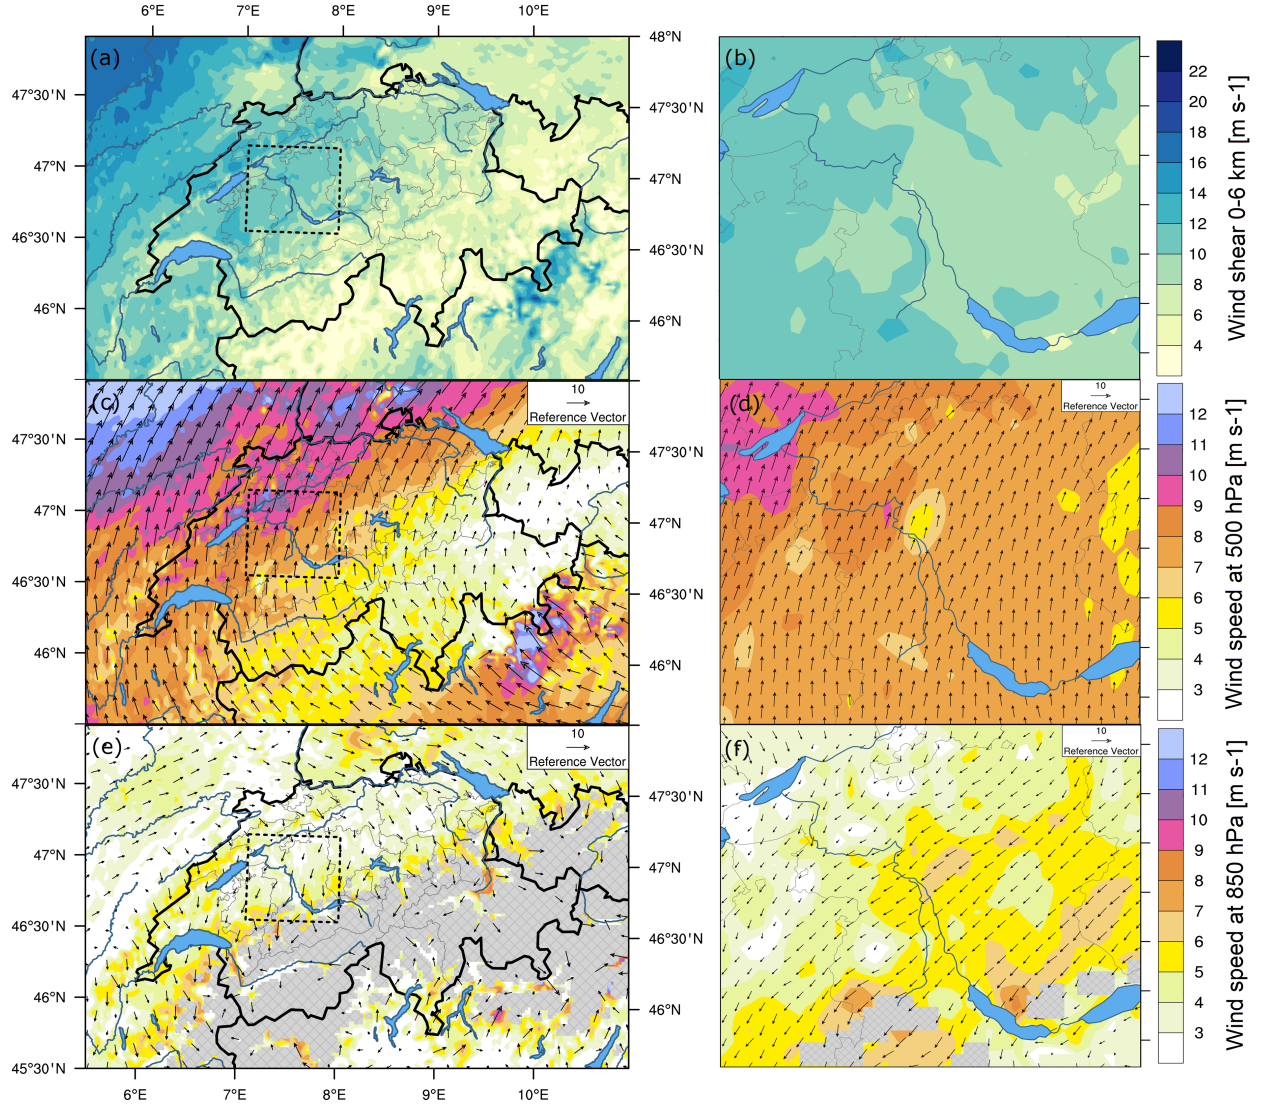 6°E 7°E 8°E 9°E 10°E
(a)
48°N
47°30'N
47°30'N
47°N
47°N
46°30'N
46°30'N
46°N
46°N
(b)
22
20
18
16
14
12
10
8
6
4
Wind shear 0-6 km [m s-1]
(c)
10
Reference Vector
47°30'N
47°30'N
47°N
47°N
46°30'N
46°30'N
46°N
46°N
(d)
10
Reference Vector
12
11
10
9
8
7
6
5
4
3
Wind speed at 500 hPa [m s-1]
(e)
10
Reference Vector
47°30'N
47°30'N
47°N
47°N
46°30'N
46°30'N
46°N
46°N
45°30'N
6°E 7°E 8°E 9°E 10°E
(f)
10
Reference Vector
12
11
10
9
8
7
6
5
4
3
Wind speed at 850 hPa [m s-1]